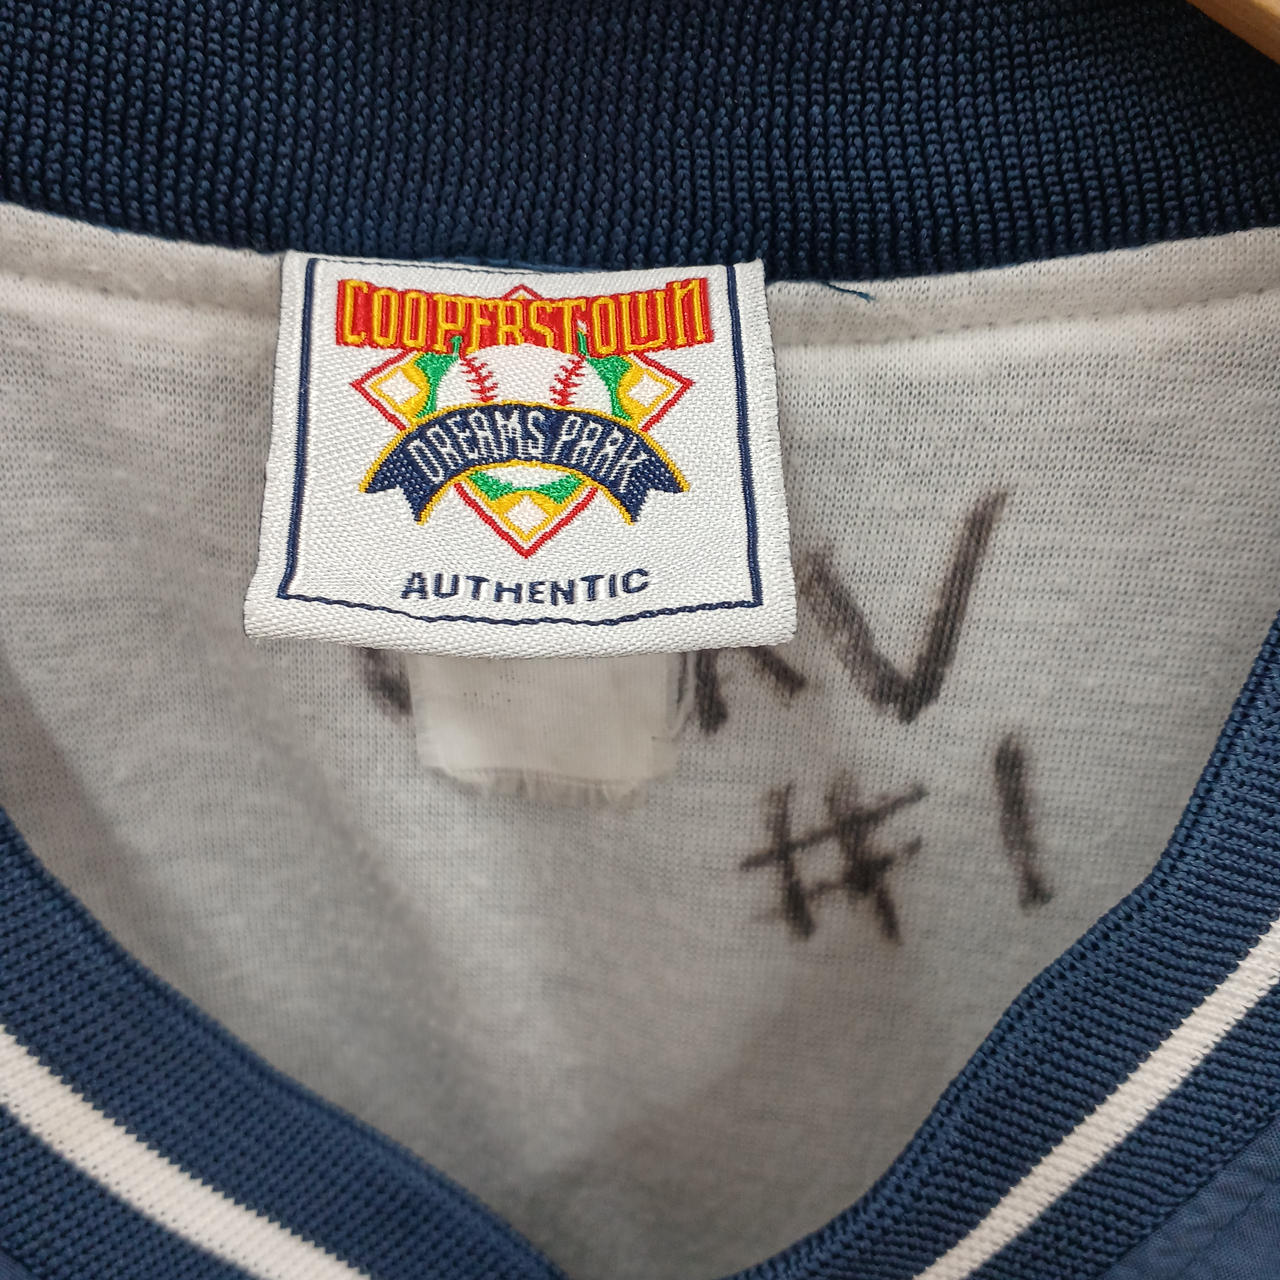 COOPERSTOWN
DREAMS PARK
AUTHENTIC
#1